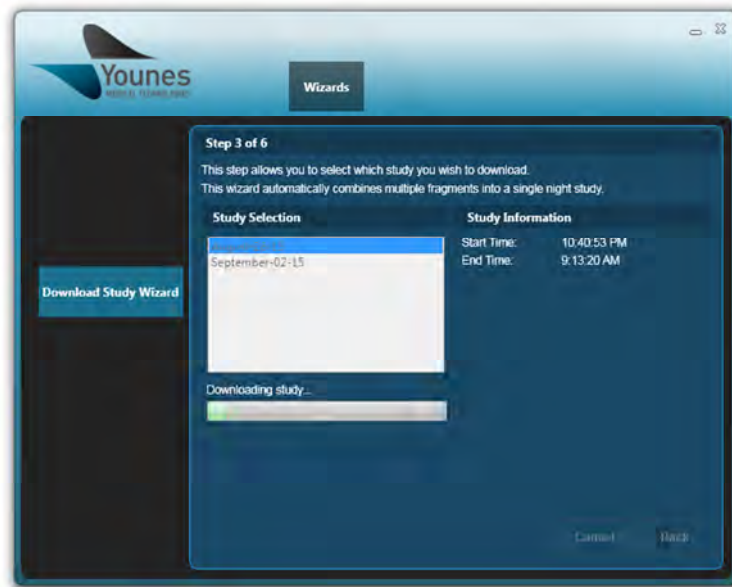 Younes
Wizards
Step 3 of 6
This step allows you to select which study you wish to download.
This wizard automatically combines multiple fragments into a single night study.
Study Selection
Study Information
September-02-15
Start Time: 10:40:53 PM
End Time: 9:13:20 AM
Download Study Wizard
Downloading study...
Cancel
Back